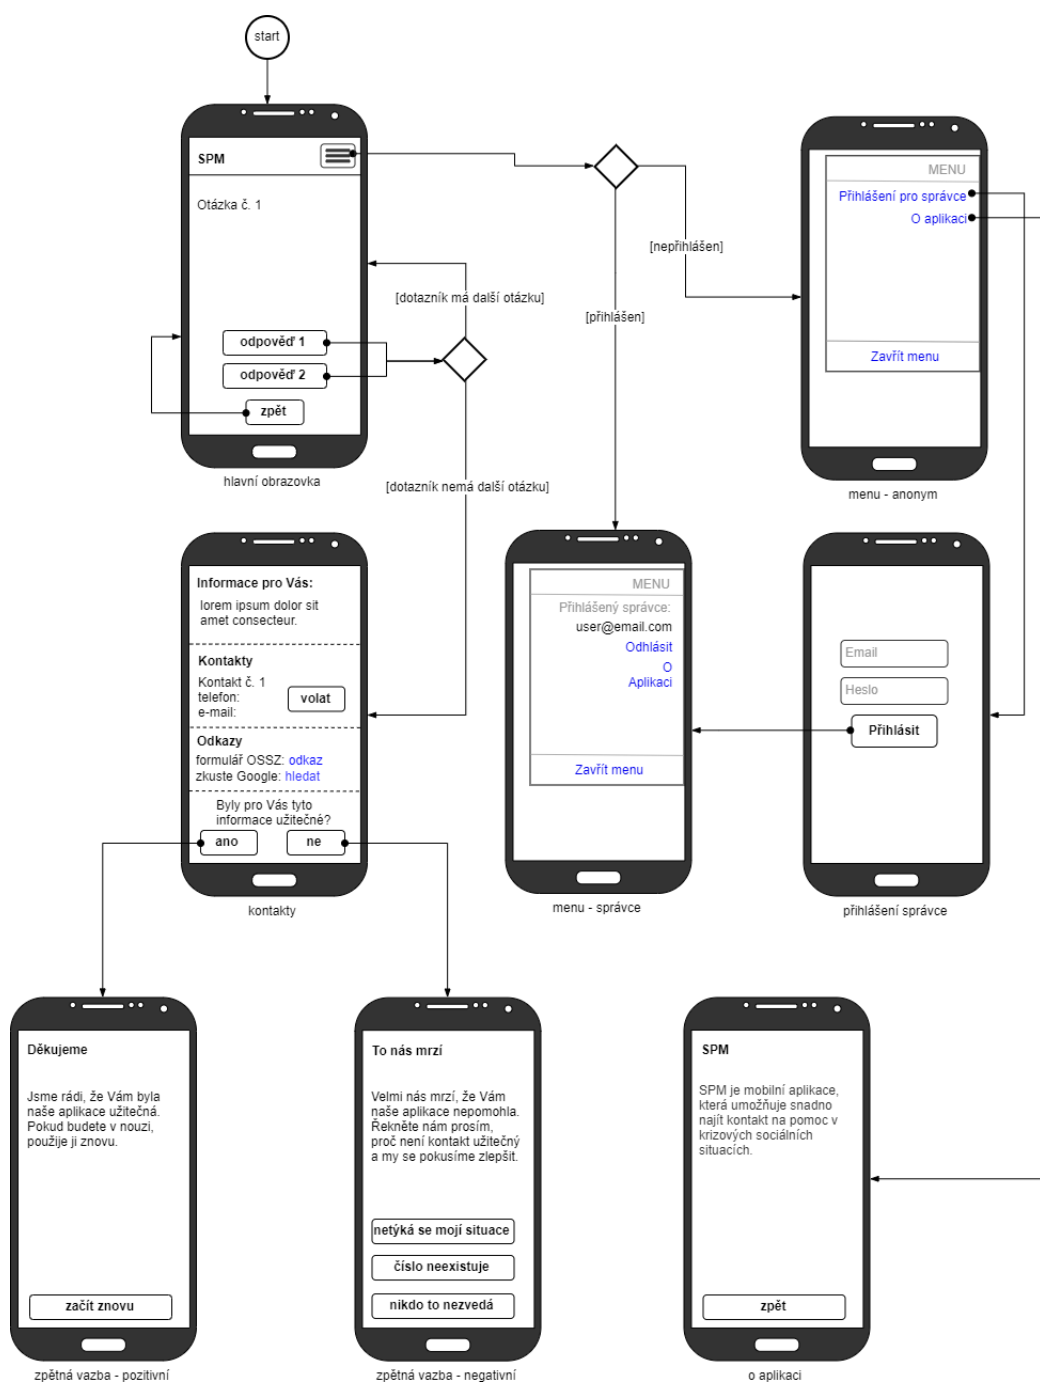 start
SPM
Otázka č. 1
odpověď 1
odpověď 2
zpět
hlavní obrazovka
[dotazník má další otázku]
[dotazník nemá další otázku]
[nepřihlášen]
[přihlášen]
MENU
Přihlášení pro správce
O aplikaci
Zavřít menu
menu - anonym
Informace pro Vás:
lorem ipsum dolor sit
amet consecteur.
Kontakty
Kontakt č. 1
telefon:
e-mail:
volat
Odkazy
formulář OSSZ: odkaz
zkuste Google: hledat
Byly pro Vás tyto
informace užitečné?
ano
ne
kontakty
MENU
Přihlášený správce:
user@email.com
Odhlásit
O
Aplikaci
Zavřít menu
menu - správce
Email
Heslo
Přihlásit
přihlášení správce
Děkujeme
Jsme rádi, že Vám byla
naše aplikace užitečná.
Pokud budete v nouzi,
použije ji znovu.
začít znovu
zpětná vazba - pozitivní
To nás mrzí
Velmi nás mrzí, že Vám
naše aplikace nepomohla.
Řekněte nám prosím,
proč není kontakt užitečný
a my se pokusíme zlepšit.
netýká se mojí situace
číslo neexistuje
nikdo to nezvedá
zpětná vazba - negativní
SPM
SPM je mobilní aplikace,
která umožňuje snadno
najít kontakt na pomoc v
krizových sociálních
situacích.
zpět
o aplikaci